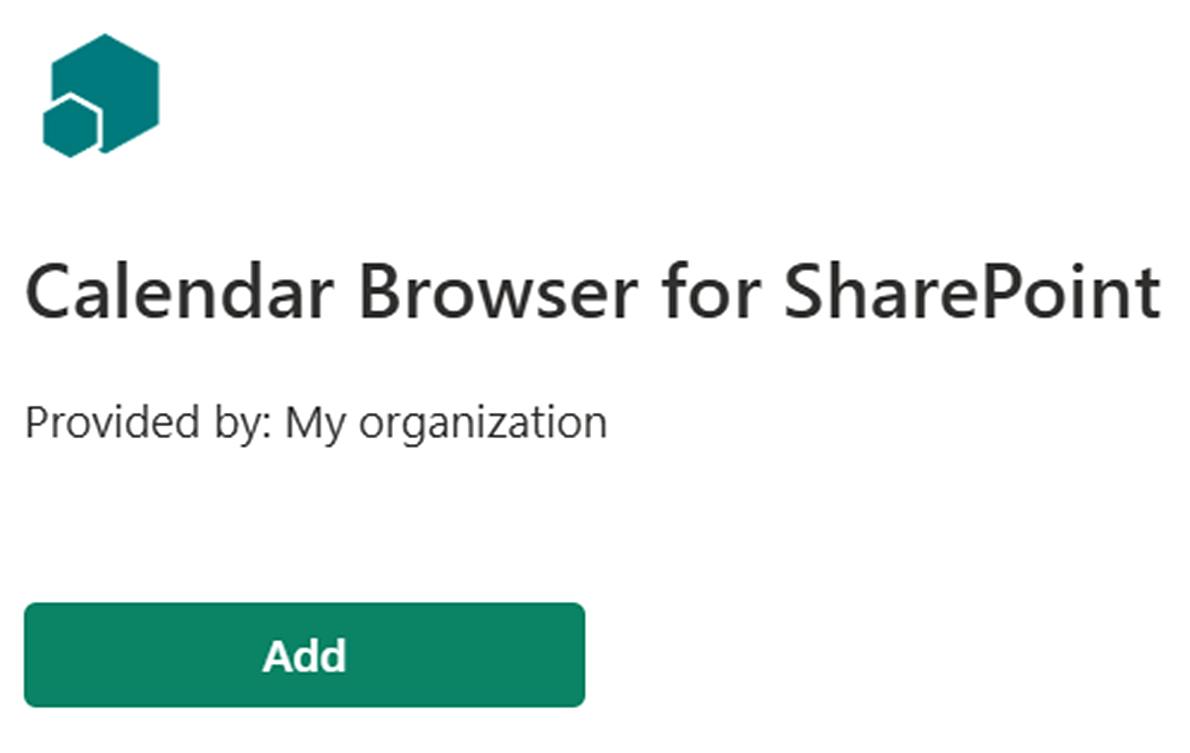 Calendar Browser for SharePoint
Provided by: My organization
Add